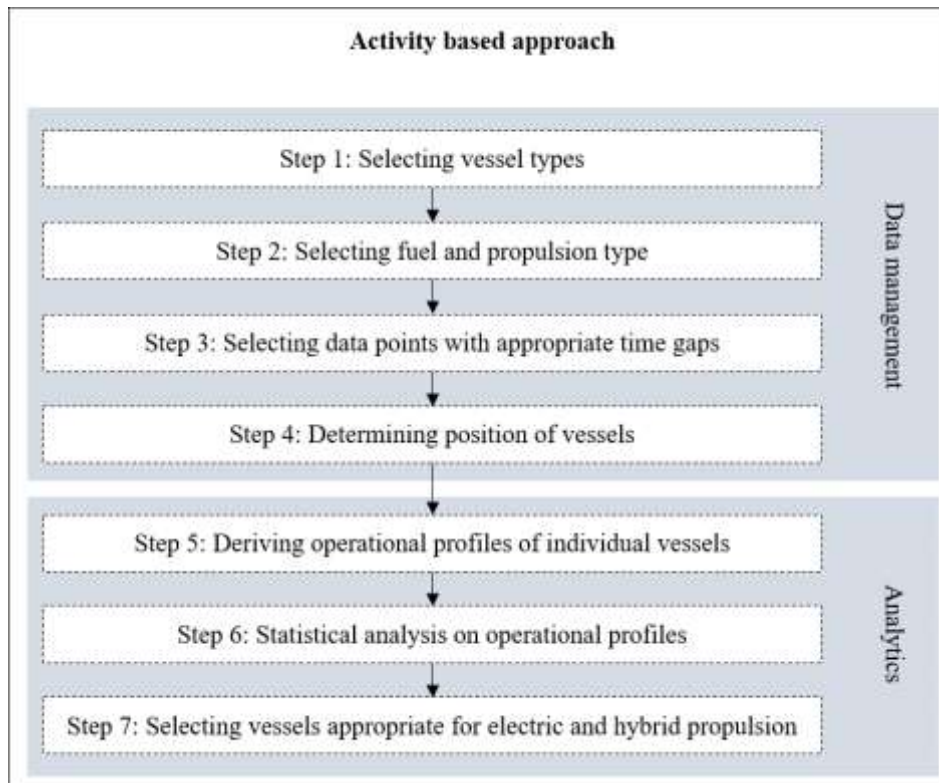 Activity based approach
Step 1: Selecting vessel types
Step 2: Selecting fuel and propulsion type
Step 3: Selecting data points with appropriate time gaps
Step 4: Determining position of vessels
Data management
Step 5: Deriving operational profiles of individual vessels
Step 6: Statistical analysis on operational profiles
Step 7: Selecting vessels appropriate for electric and hybrid propulsion
Analytics